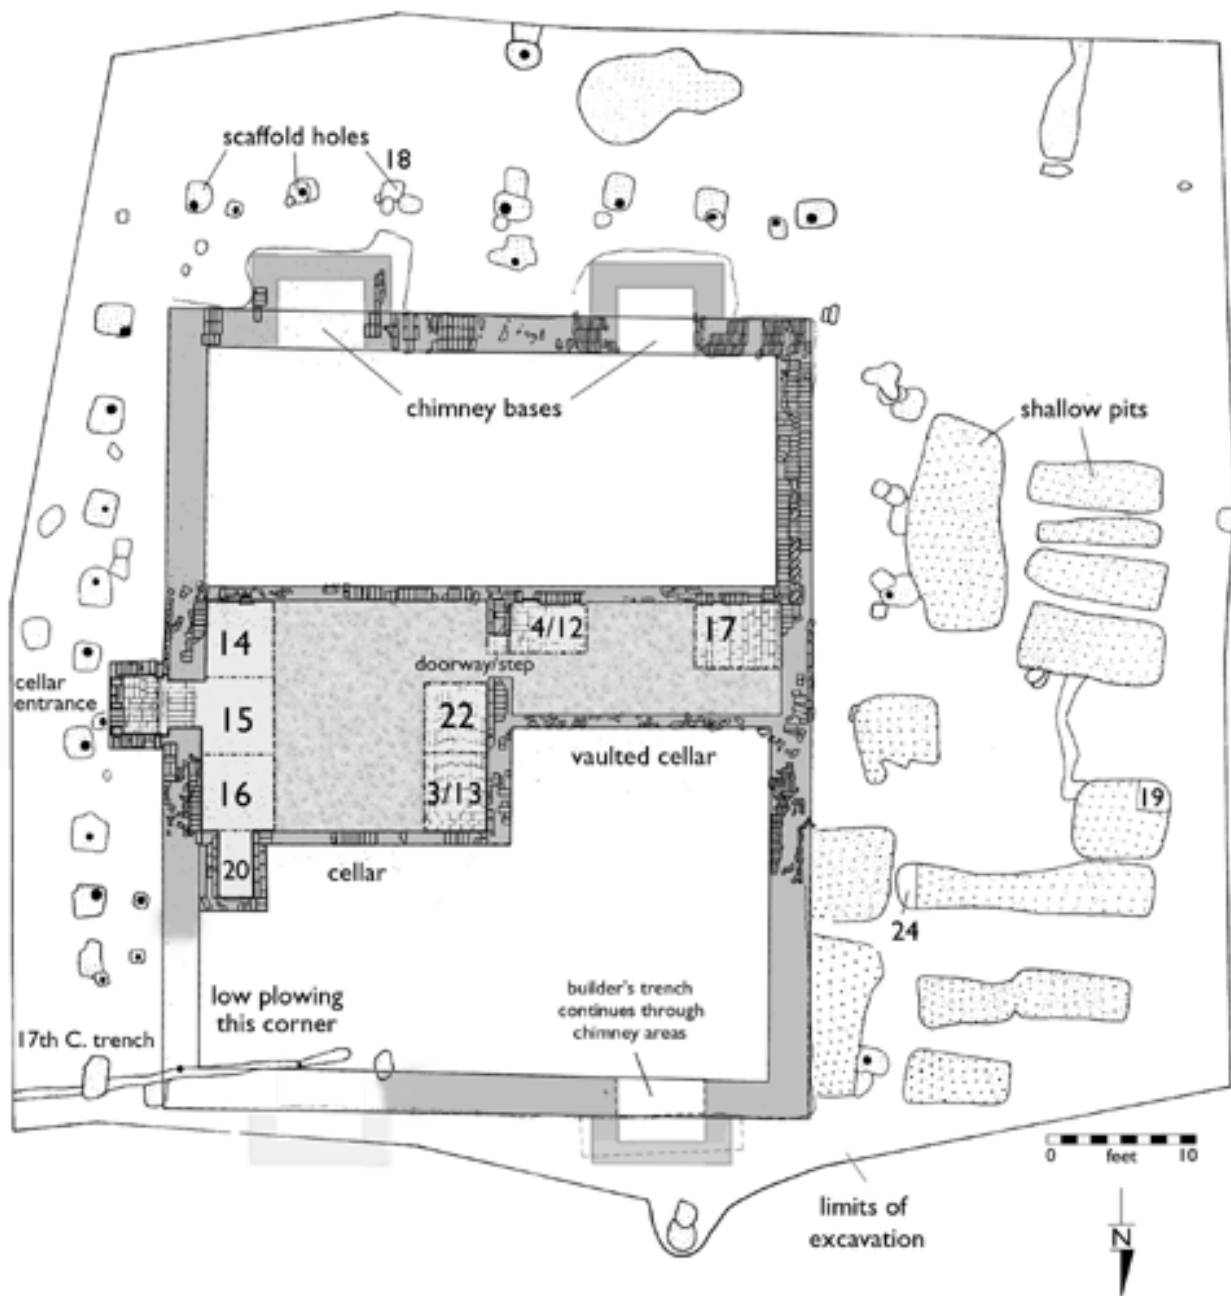 scaffold holes
18
chimney bases
shallow pits
14
4/12
17
doorway/step
cellar
entrance
15
22
vaulted cellar
16
3/13
19
20
cellar
24
low plowing
this corner
builder's trench
continues through
chimney areas
17th C. trench
0 feet 10
limits of
excavation
N